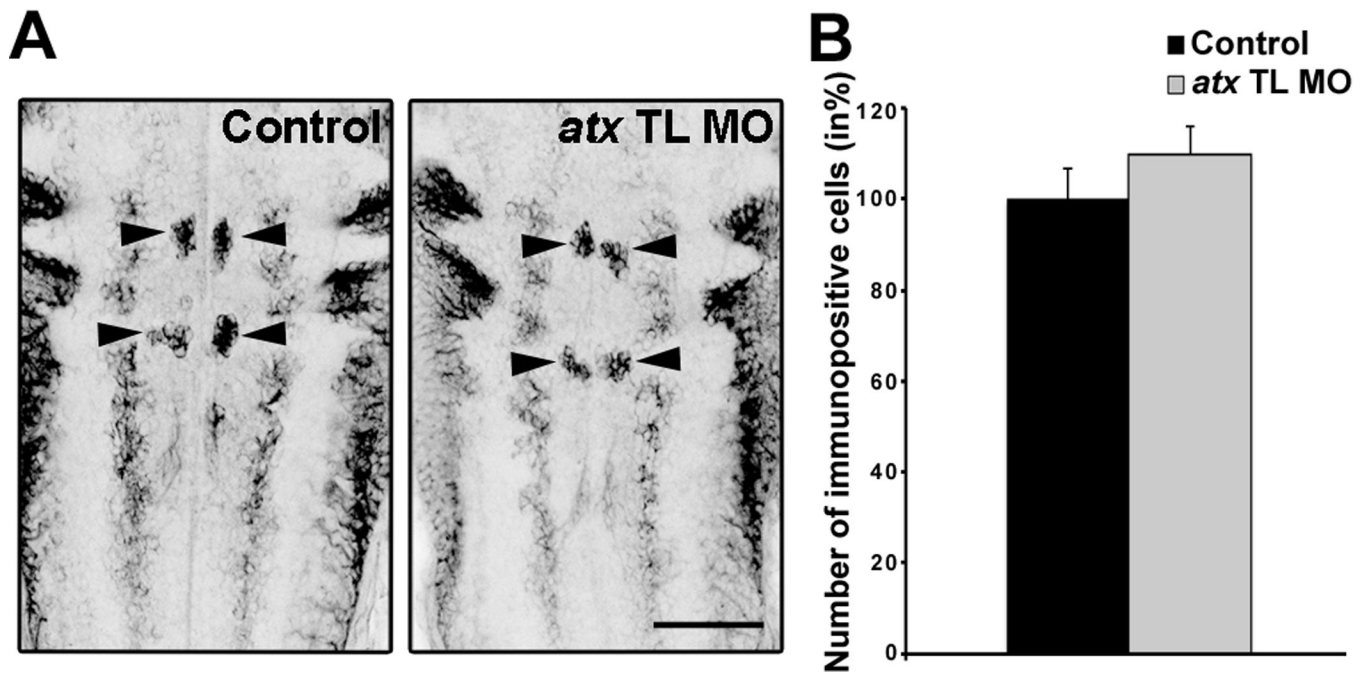 A
Control
atx TL MO
B
Control
atx TL MO
Number of immunopositive cells (in%)
120
100
80
60
40
20
0